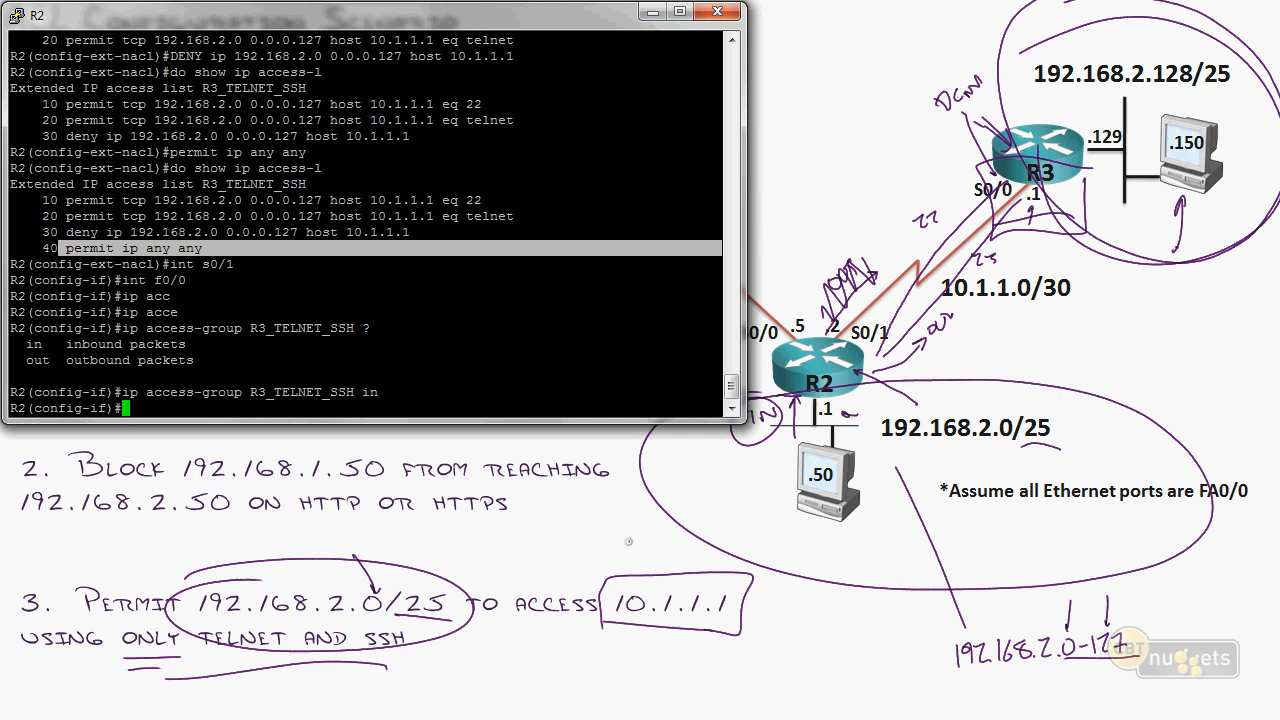 R2
20 permit tcp 192.168.2.0 0.0.0.127 host 10.1.1.1 eq telnet
R2(config-ext-nacl)#DENY ip 192.168.2.0 0.0.0.127 host 10.1.1.1
R2(config-ext-nacl)#do show ip access-l
Extended IP access list R3_TELNET_SSH
10 permit tcp 192.168.2.0 0.0.0.127 host 10.1.1.1 eq 22
20 permit tcp 192.168.2.0 0.0.0.127 host 10.1.1.1 eq telnet
30 deny ip 192.168.2.0 0.0.0.127 host 10.1.1.1
R2(config-ext-nacl)#permit ip any any
R2(config-ext-nacl)#do show ip access-l
Extended IP access list R3_TELNET_SSH
10 permit tcp 192.168.2.0 0.0.0.127 host 10.1.1.1 eq 22
20 permit tcp 192.168.2.0 0.0.0.127 host 10.1.1.1 eq telnet
30 deny ip 192.168.2.0 0.0.0.127 host 10.1.1.1
40 permit ip any any
R2(config-ext-nacl)#int s0/1
R2(config-if)#int f0/0
R2(config-if)#ip acc
R2(config-if)#ip acce
R2(config-if)#ip access-group R3_TELNET_SSH ?
in inbound packets
out outbound packets
R2(config-if)#ip access-group R3_TELNET_SSH in
R2(config-if)#
192.168.2.128/25
.129
.150
R3
S0/0
.1
22
23
10.1.1.0/30
0/0
.5
.2
S0/1
OUT
R2
IN
.1
192.168.2.0/25
.50
*Assume all Ethernet ports are FA0/0
2. BLOCK 192.168.1.50 FROM REACHING
192.168.2.50 ON HTTP OR HTTPS
3. PERMIT 192.168.2.0/25 TO ACCESS 10.1.1.1
USING ONLY TELNET AND SSH
192.168.2.0-127
CBT nuggets